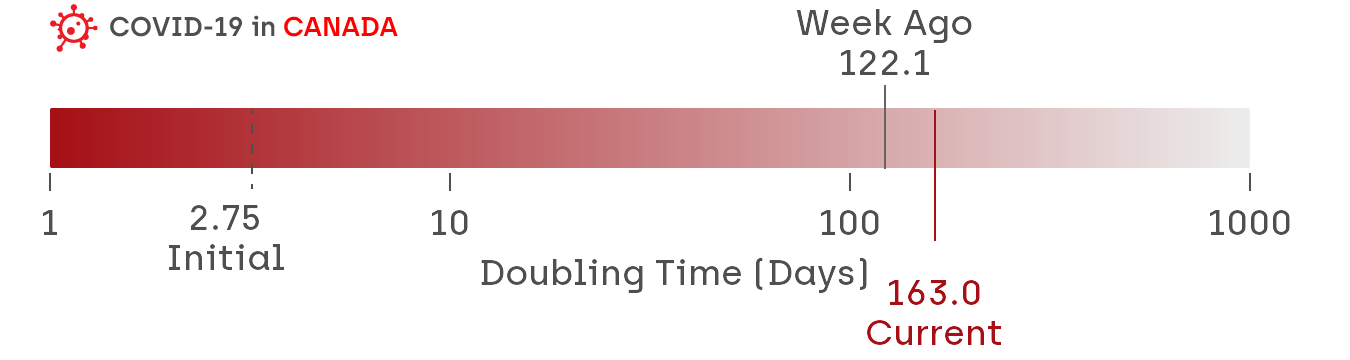 COVID-19 in CANADA
Week Ago
122.1
1
10
100
1000
2.75
Initial
Doubling Time (Days)
163.0
Current